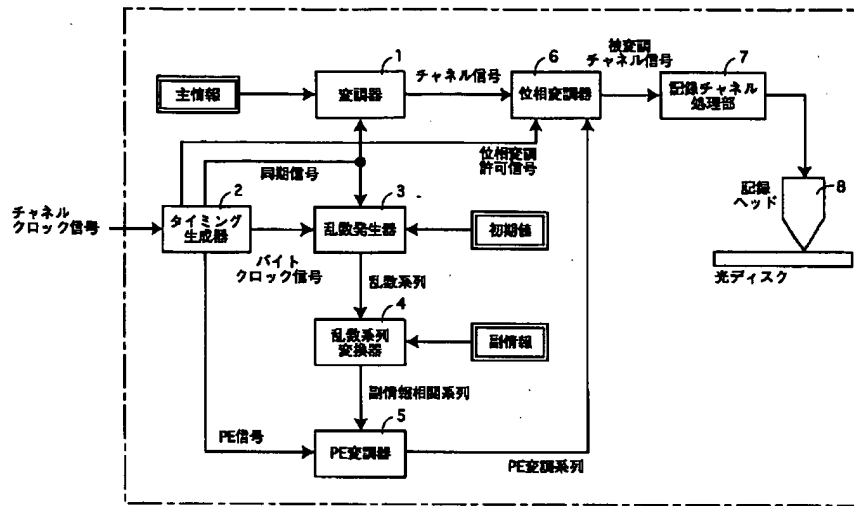 1
主情報
変調器
チャネル信号
6
位相変調器
被変調
チャネル信号
7
記録チャネル
処理部
位相変調
許可信号
同期信号
チャネル
クロック信号
2
タイミング
生成器
3
乱数発生器
初期値
バイト
クロック信号
記録
ヘッド
8
光ディスク
乱数系列
4
乱数系列
変換器
副情報
副情報相関系列
PE信号
5
PE変調器
PE変調系列